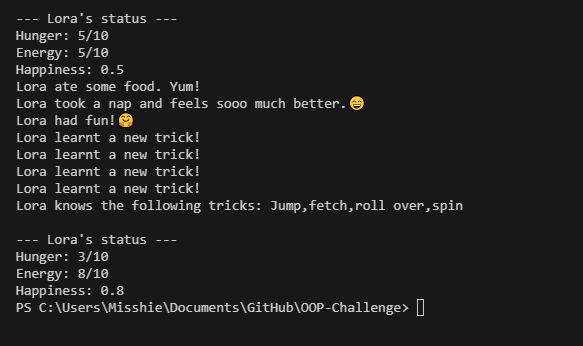 --- Lora's status ---
Hunger: 5/10
Energy: 5/10
Happiness: 0.5
Lora ate some food. Yum!
Lora took a nap and feels sooo much better.😄
Lora had fun!🤗
Lora learnt a new trick!
Lora learnt a new trick!
Lora learnt a new trick!
Lora learnt a new trick!
Lora knows the following tricks: Jump,fetch,roll over,spin
--- Lora's status ---
Hunger: 3/10
Energy: 8/10
Happiness: 0.8
PS C:\Users\Misshie\Documents\GitHub\OOP-Challenge>